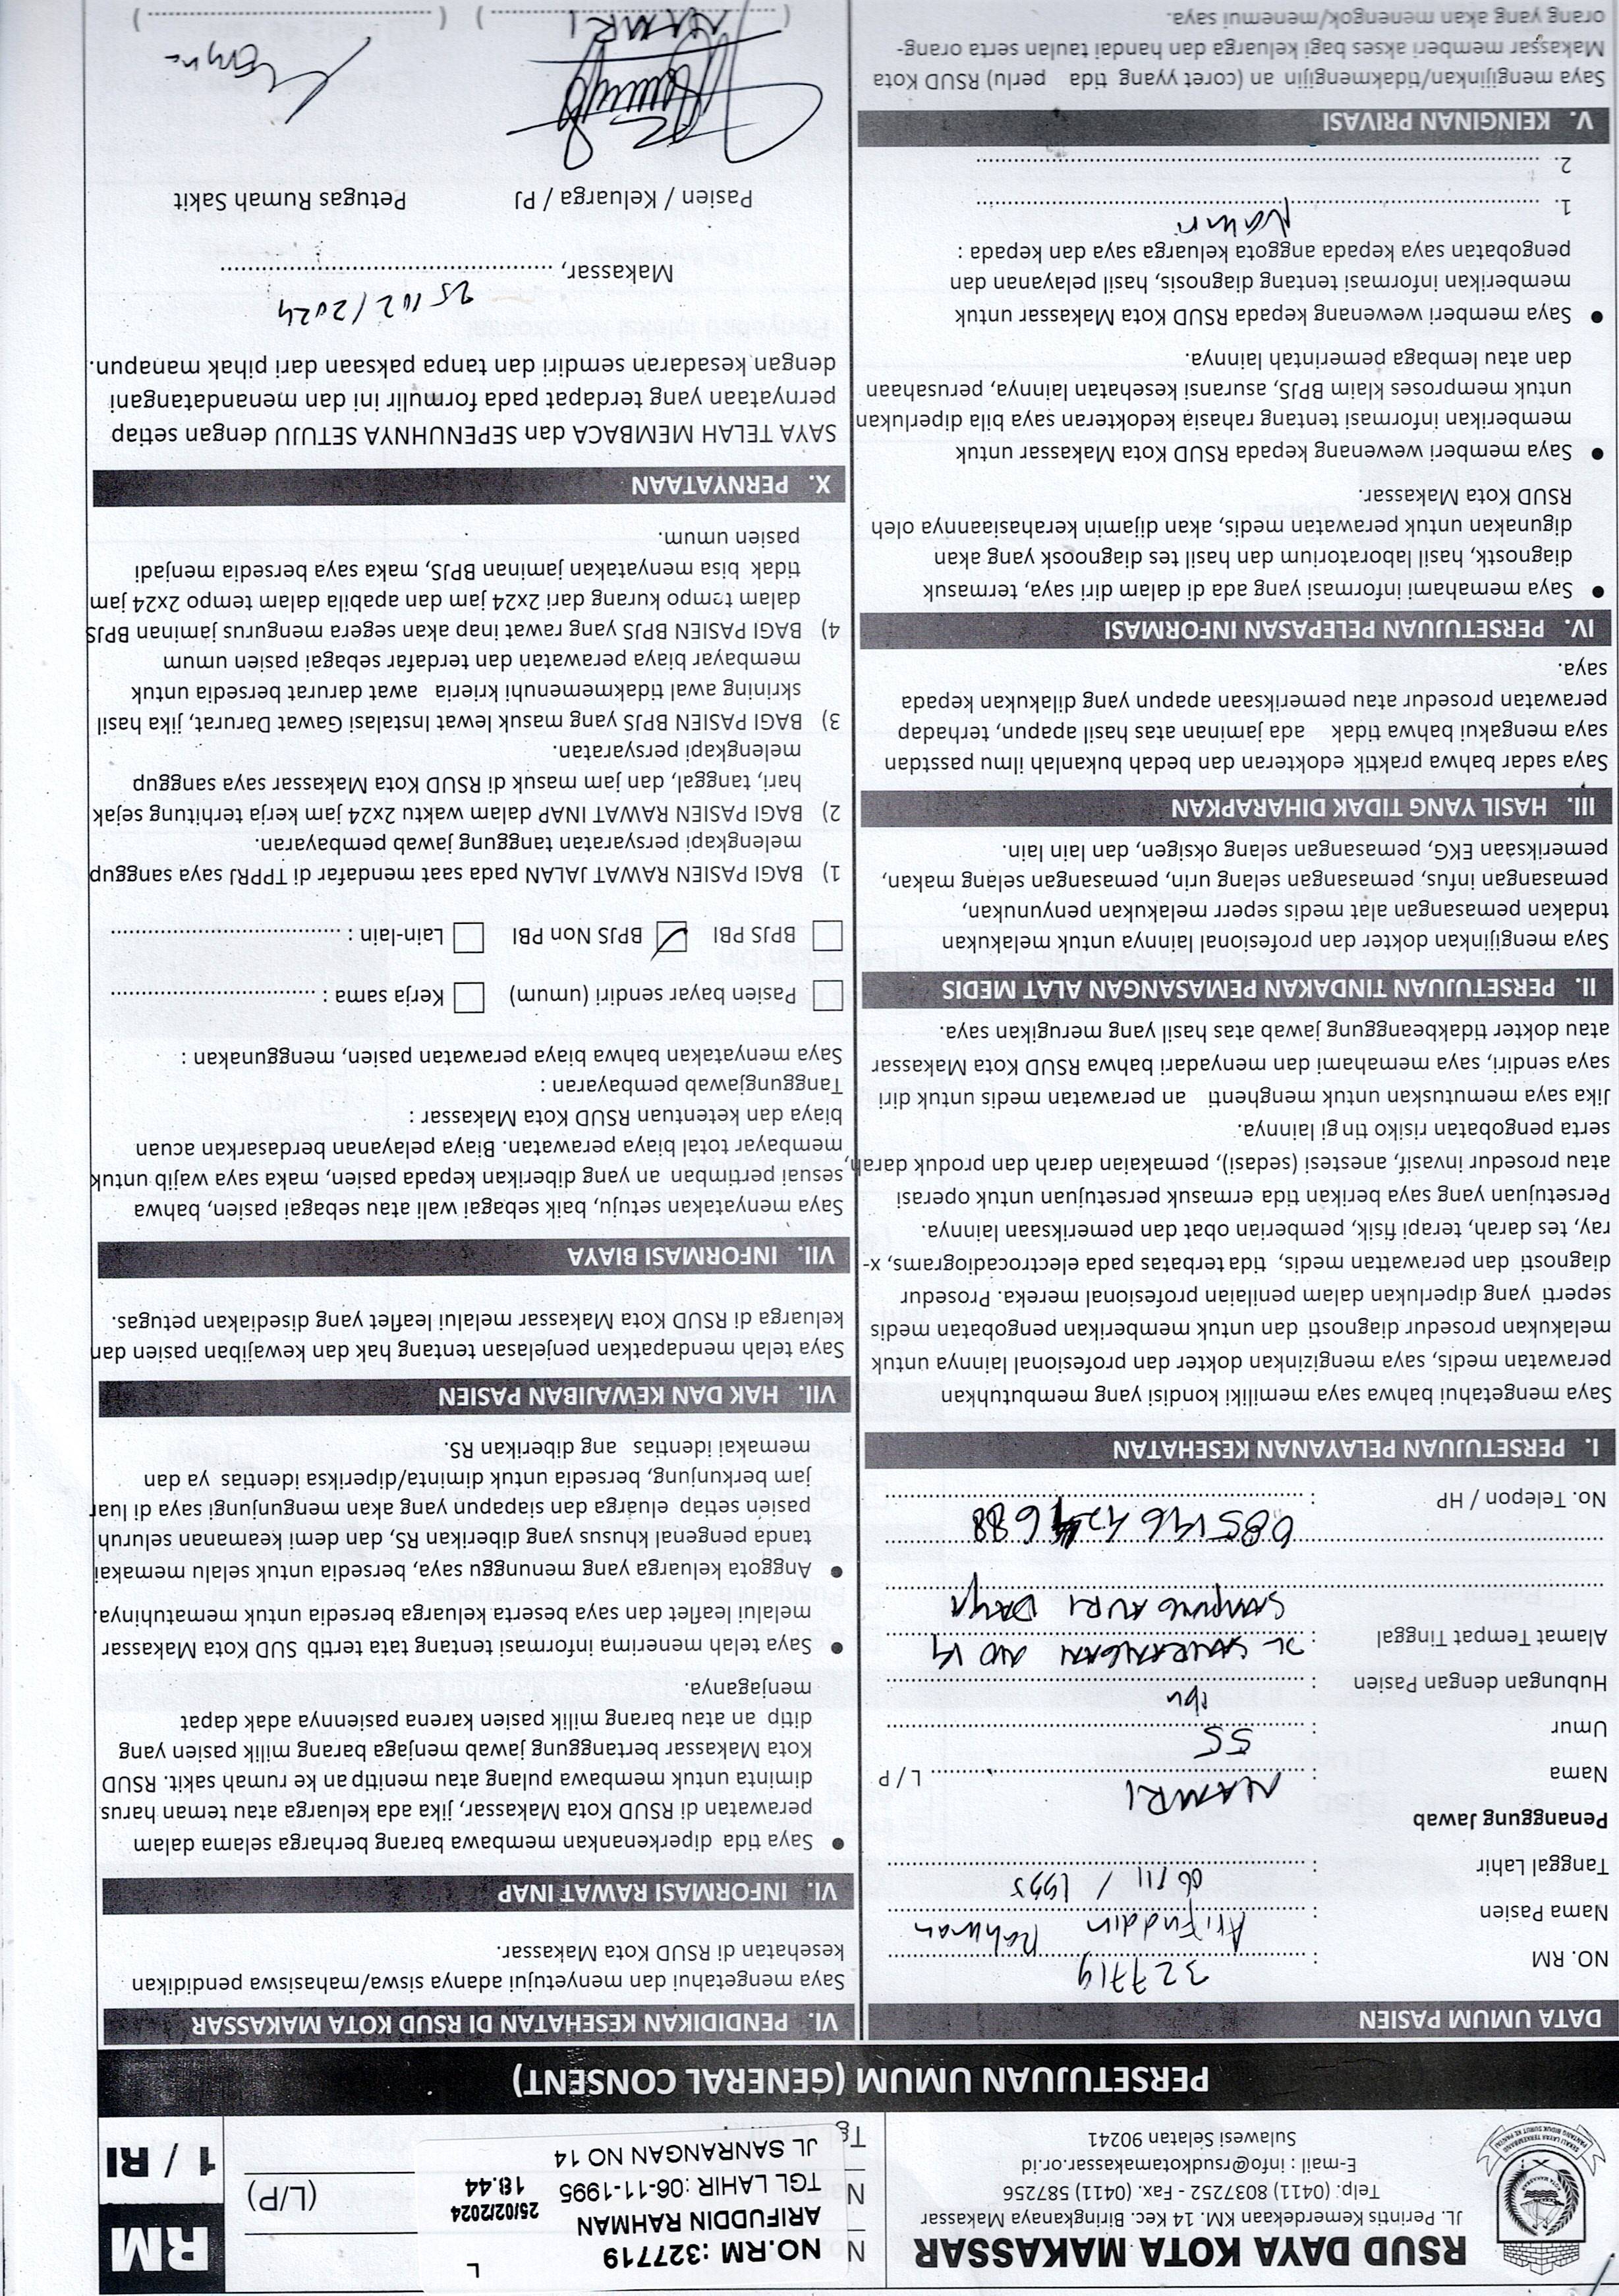 RSUD DAYA KOTA MAKASSAR
JL. Perintis Kemerdekaan KM. 14 Kec. Biringkanaya Makassar
Telp. (0411) 8037252 - Fax. (0411) 587256
E-mail : info@rsudkotamakassar.or.id
Sulawesi Selatan 90241
KOTA MAKASSAR
SEKALI LAYAR TERKEMBANG
PANTANG BIDUK SURUT KE PANTAI
N
N
Tg
L
NO.RM :327719
ARIFUDDIN RAHMAN
25/02/2024
TGL LAHIR :06-11-1995
18.44
JL SANRANGAN NO 14
(L/P)
RM
1 / RI
PERSETUJUAN UMUM (GENERAL CONSENT)
DATA UMUM PASIEN
NO. RM : 327719
Nama Pasien : Arifuddin Rahman
Tanggal Lahir : 06/11/1995
Penanggung Jawab
Nama : NAMRI L / P
Umur : 55
Hubungan dengan Pasien : ibu
Alamat Tempat Tinggal : JL SANRANGAN NO 14
SAMPING AURI DAYA
No. Telepon / HP :
I. PERSETUJUAN PELAYANAN KESEHATAN
Saya mengetahui bahwa saya memiliki kondisi yang membutuhkan
perawatan medis, saya mengizinkan dokter dan profesional lainnya untuk
melakukan prosedur diagnosti dan untuk memberikan pengobatan medis
seperti yang diperlukan dalam penilaian profesional mereka. Prosedur
diagnosti dan perawattan medis, tida terbatas pada electrocadiograms, x-
ray, tes darah, terapi fisik, pemberian obat dan pemeriksaan lainnya.
Persetujuan yang saya berikan tida ermasuk persetujuan untuk operasi
atau prosedur invasif, anestesi (sedasi), pemakaian darah dan produk darah,
serta pengobatan risiko tin gi lainnya.
Jika saya memutuskan untuk menghenti an perawatan medis untuk diri
saya sendiri, saya memahami dan menyadari bahwa RSUD Kota Makassar
atau dokter tidakbeanggung jawab atas hasil yang merugikan saya.
II. PERSETUJUAN TINDAKAN PEMASANGAN ALAT MEDIS
Saya mengijinkan dokter dan profesional lainnya untuk melakukan
tndakan pemasangan alat medis seperr melakukan penyunukan,
pemasangan infus, pemasangan selang urin, pemasangan selang makan,
pemeriksaan EKG, pemasangan selang oksigen, dan lain lain.
III. HASIL YANG TIDAK DIHARAPKAN
Saya sadar bahwa praktik edokteran dan bedah bukanlah ilmu passtdan
saya mengakui bahwa tidak ada jaminan atas hasil apapun, terhadap
perawatan prosedur atau pemeriksaan apapun yang dilakukan kepada
saya.
IV. PERSETUJUAN PELEPASAN INFORMASI
● Saya memahami informasi yang ada di dalam diri saya, termasuk
diagnostk, hasil laboratorium dan hasil tes diagnoosk yang akan
digunakan untuk perawatan medis, akan dijamin kerahasiaannya oleh
RSUD Kota Makassar.
● Saya memberi wewenang kepada RSUD Kota Makassar untuk
memberikan informasi tentang rahasia kedokteran saya bila diperlukan
untuk memproses klaim BPJS, asuransi kesehatan lainnya, perusahaan
dan atau lembaga pemerintah lainnya.
● Saya memberi wewenang kepada RSUD Kota Makassar untuk
memberikan informasi tentang diagnosis, hasil pelayanan dan
pengobatan saya kepada anggota keluarga saya dan kepada :
1. Namri
2.
V. KEINGINAN PRIVASI
Saya mengijinkan/tidakmengijin an (coret yyang tida perlu) RSUD Kota
Makassar memberi akses bagi keluarga dan handai taulan serta orang-
orang yang akan menengok/menemui saya.
VI. PENDIDIKAN KESEHATAN DI RSUD KOTA MAKASSAR
Saya mengetahui dan menyetujui adanya siswa/mahasiswa pendidikan
kesehatan di RSUD Kota Makassar.
VI. INFORMASI RAWAT INAP
● Saya tida diperkenankan membawa barang berharga selama dalam
perawatan di RSUD Kota Makassar, jika ada keluarga atau teman harus
diminta untuk membawa pulang atau menitip an ke rumah sakit. RSUD
Kota Makassar bertanggung jawab menjaga barang milik pasien yang
ditip an atau barang milik pasien karena pasiennya adak dapat
menjaganya.
● Saya telah menerima informasi tentang tata tertib SUD Kota Makassar
melalui leaflet dan saya beserta keluarga bersedia untuk mematuhinya.
● Anggota keluarga yang menunggu saya, bersedia untuk selalu memakai
tanda pengenal khusus yang diberikan RS, dan demi keamanan seluruh
pasien setiap eluarga dan siapapun yang akan mengunjungi saya di luar
jam berkunjung, bersedia untuk diminta/diperiksa identias ya dan
memakai identias ang diberikan RS.
VII. HAK DAN KEWAJIBAN PASIEN
Saya telah mendapatkan penjelasan tentang hak dan kewajiban pasien dan
keluarga di RSUD Kota Makassar melalui leaflet yang disediakan petugas.
VII. INFORMASI BIAYA
Saya menyatakan setuju, baik sebagai wali atau sebagai pasien, bahwa
sesuai pertimban an yang diberikan kepada pasien, maka saya wajib untuk
membayar total biaya perawatan. Biaya pelayanan berdasarkan acuan
biaya dan ketentuan RSUD Kota Makassar :
Tanggungjawab pembayaran :
Saya menyatakan bahwa biaya perawatan pasien, menggunakan :
Pasien bayar sendiri (umum) Kerja sama :
BPJS PBI ✓ BPJS Non PBI Lain-lain :
1) BAGI PASIEN RAWAT JALAN pada saat mendafar di TPPRJ saya sanggup
melengkapi persyaratan tanggung jawab pembayaran.
2) BAGI PASIEN RAWAT INAP dalam waktu 2x24 jam kerja terhitung sejak
hari, tanggal, dan jam masuk di RSUD Kota Makassar saya sanggup
melengkapi persyaratan.
3) BAGI PASIEN BPJS yang masuk lewat Instalasi Gawat Darurat, jika hasil
skrining awal tidakmemenuhi krieria awat darurat bersedia untuk
membayar biaya perawatan dan terdafar sebagai pasien umum
4) BAGI PASIEN BPJS yang rawat inap akan segera mengurus jaminan BPJS
dalam tempo kurang dari 2x24 jam dan apabila dalam tempo 2x24 jam
tidak bisa menyatakan jaminan BPJS, maka saya bersedia menjadi
pasien umum.
X. PERNYATAAN
SAYA TELAH MEMBACA dan SEPENUHNYA SETUJU dengan setiap
pernyataan yang terdapat pada formulir ini dan menandatangani
dengan kesadaran semdiri dan tanpa paksaan dari pihak manapun.
Makassar, 25/02/2024
Pasien / Keluarga / PJ Petugas Rumah Sakit
(NAMRI) ( )